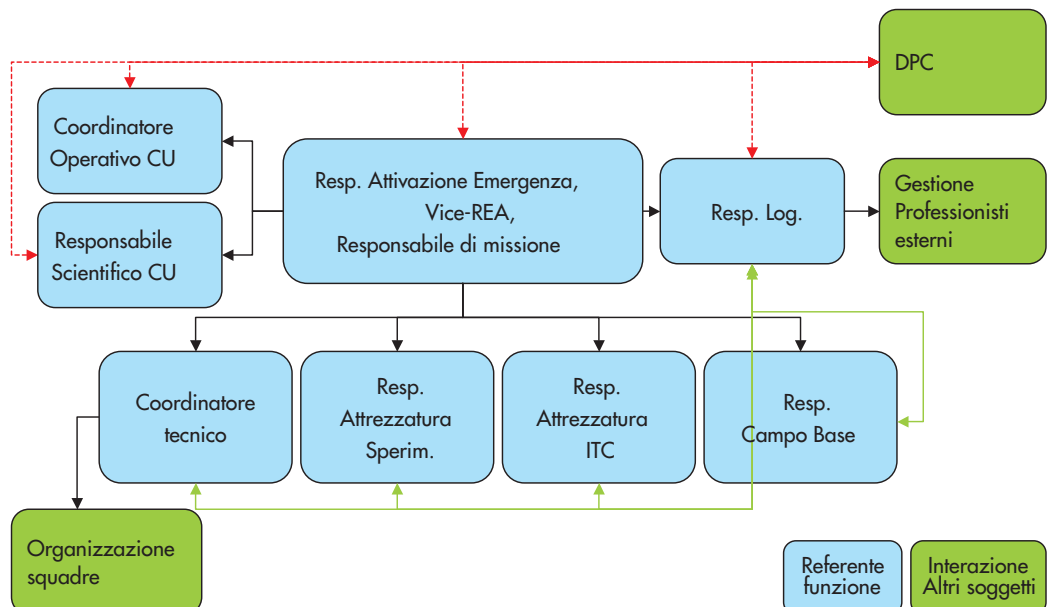 DPC
Coordinatore
Operativo CU
Resp. Attivazione Emergenza,
Vice-REA,
Responsabile di missione
Resp. Log.
Gestione
Professionisti
esterni
Responsabile
Scientifico CU
Coordinatore
tecnico
Resp.
Attrezzatura
Sperim.
Resp.
Attrezzatura
ITC
Resp.
Campo Base
Organizzazione
squadre
Referente
funzione
Interazione
Altri soggetti